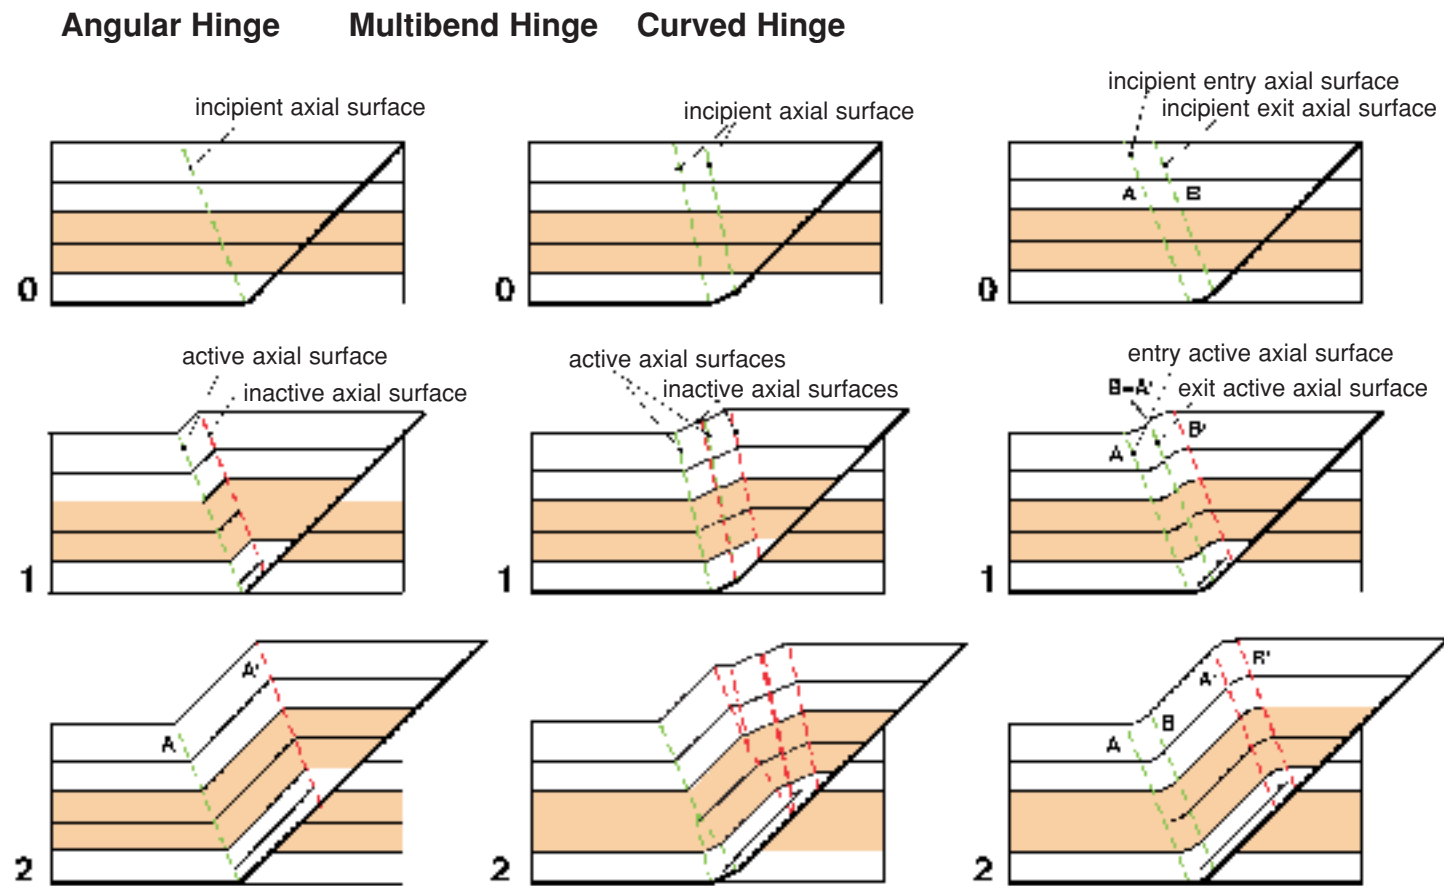 Angular Hinge Multibend Hinge Curved Hinge
incipient axial surface
incipient axial surface
incipient entry axial surface
incipient exit axial surface
A B
0
0
0
active axial surface
inactive axial surface
active axial surfaces
inactive axial surfaces
entry active axial surface
B=A' exit active axial surface
A B'
1
1
1
A'
A
A' B'
A B
2
2
2